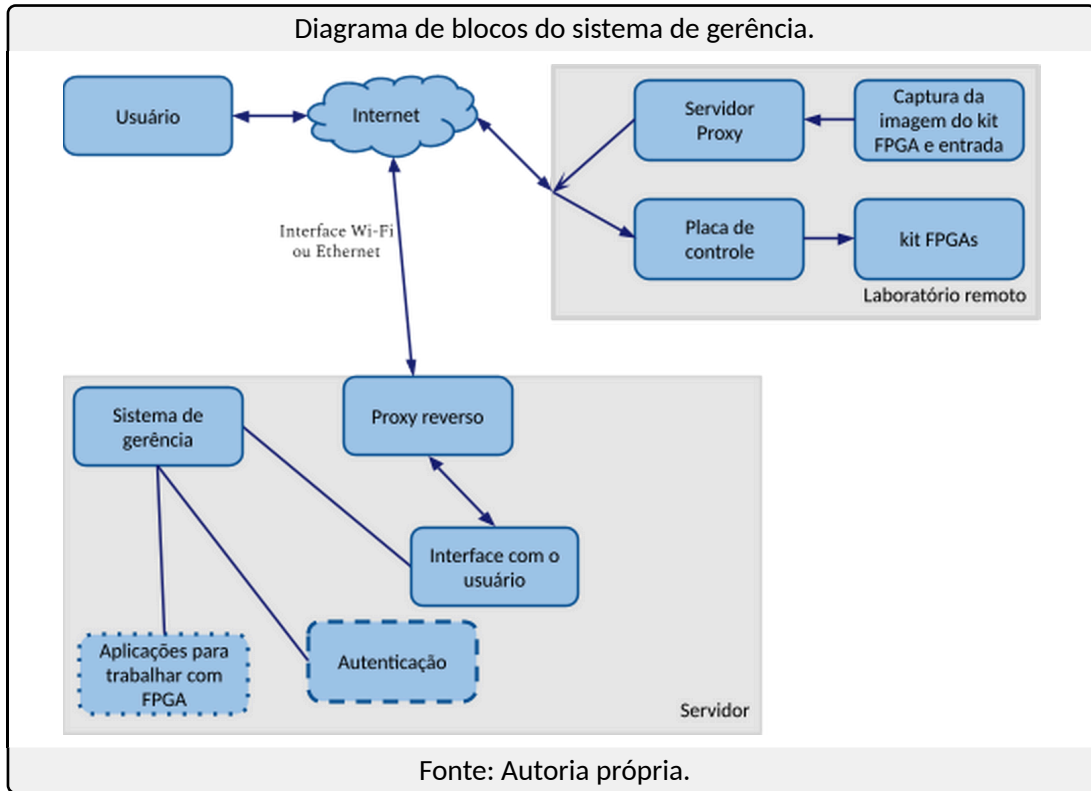 Diagrama de blocos do sistema de gerência.
Usuário
Internet
Servidor
Proxy
Captura da
imagem do kit
FPGA e entrada
Interface Wi-Fi
ou Ethernet
Placa de
controle
kit FPGAs
Laboratório remoto
Sistema de
gerência
Proxy reverso
Interface com o
usuário
Aplicações para
trabalhar com
FPGA
Autenticação
Servidor
Fonte: Autoria própria.